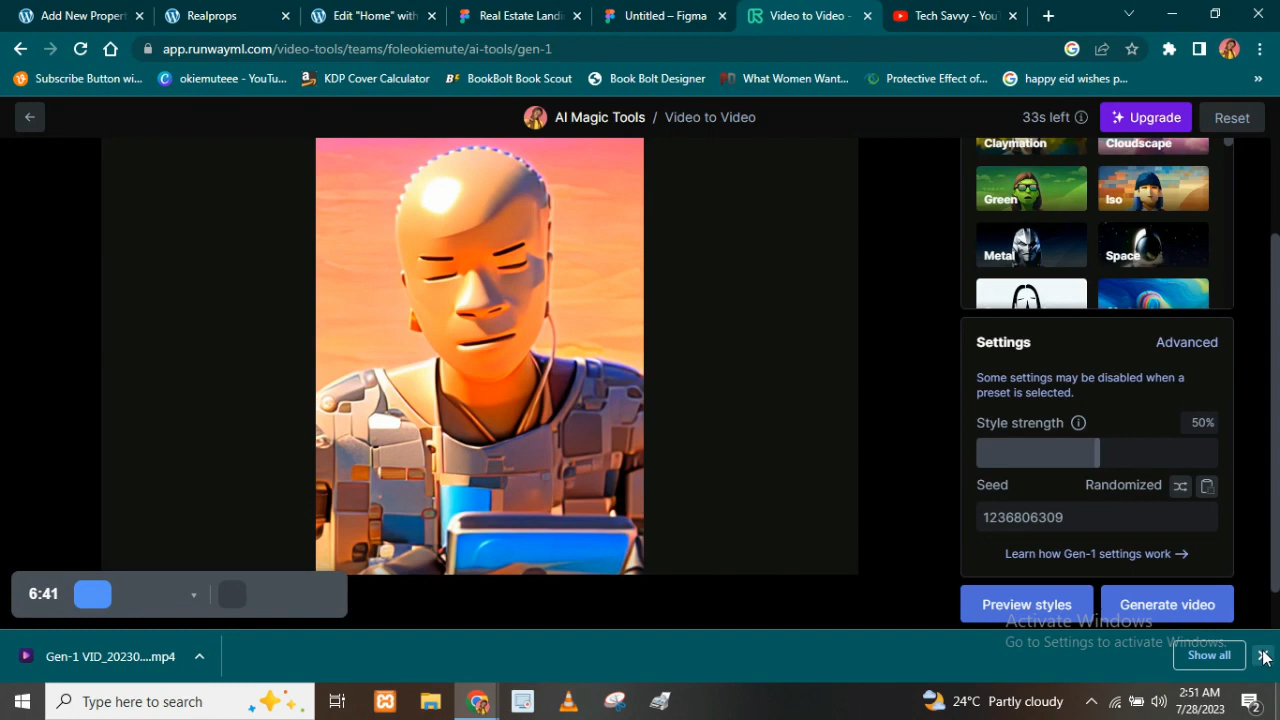 Add New Propert
Realprops
Edit "Home" with
Real Estate Landi
Untitled – Figma
Video to Video -
Tech Savvy - You
app.runwayml.com/video-tools/teams/foleokiemute/ai-tools/gen-1
Subscribe Button wi...
okiemuteee - YouTu...
KDP Cover Calculator
BookBolt Book Scout
Book Bolt Designer
What Women Want...
Protective Effect of...
happy eid wishes p...
»
AI Magic Tools / Video to Video
33s left
Upgrade
Reset
Claymation
Cloudscape
Green
Iso
Metal
Space
Settings
Advanced
Some settings may be disabled when a
preset is selected.
Style strength
50%
Seed
Randomized
1236806309
Learn how Gen-1 settings work →
6:41
Preview styles
Generate video
Activate Windows
Go to Settings to activate Windows.
Gen-1 VID_20230....mp4
Show all
Type here to search
24°C Partly cloudy
2:51 AM
7/28/2023
2